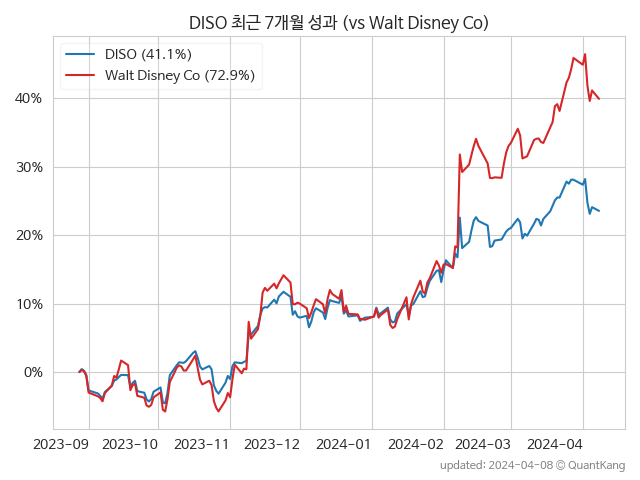 DISO 최근 7개월 성과 (vs Walt Disney Co)
DISO (41.1%)
Walt Disney Co (72.9%)
40%
30%
20%
10%
0%
2023-09 2023-10 2023-11 2023-12 2024-01 2024-02 2024-03 2024-04
updated: 2024-04-08 © QuantKang